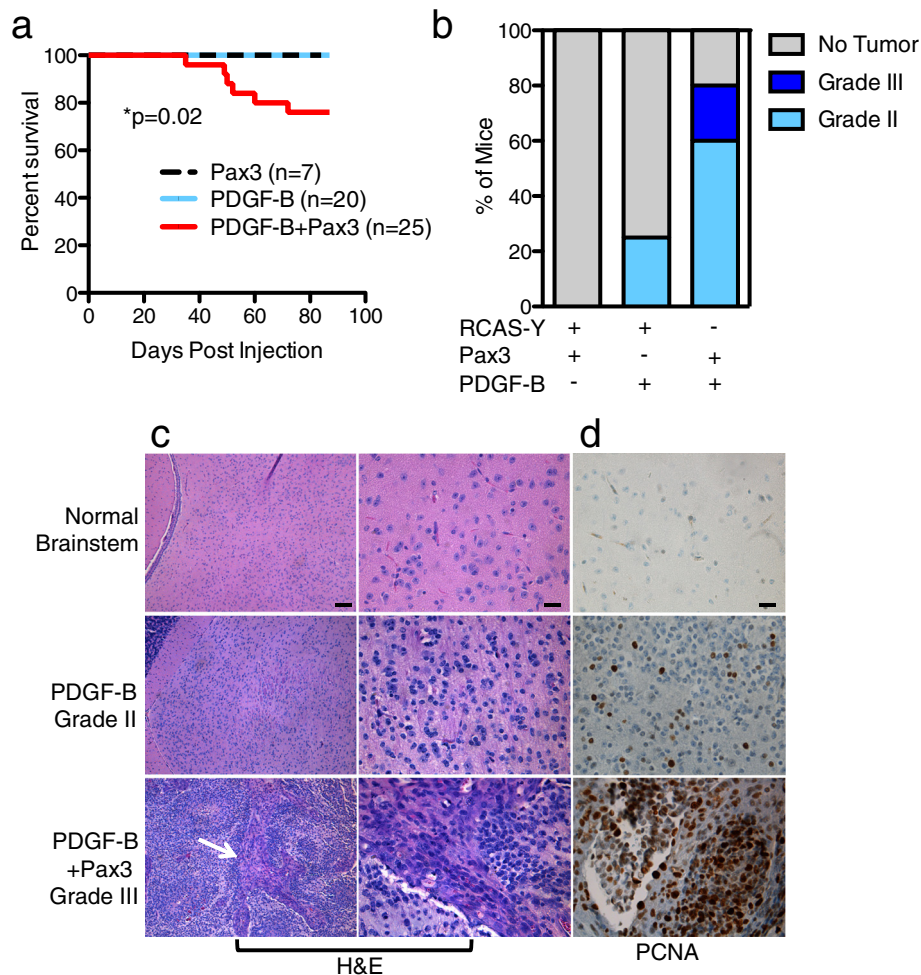 a
Percent survival
100
80
60
40
20
0
*p=0.02
Pax3 (n=7)
PDGF-B (n=20)
PDGF-B+Pax3 (n=25)
0 20 40 60 80 100
Days Post Injection
b
% of Mice
100
80
60
40
20
0
No Tumor
Grade III
Grade II
RCAS-Y + + -
Pax3 + - +
PDGF-B - + +
c
d
Normal
Brainstem
PDGF-B
Grade II
PDGF-B
+Pax3
Grade III
H&E
PCNA